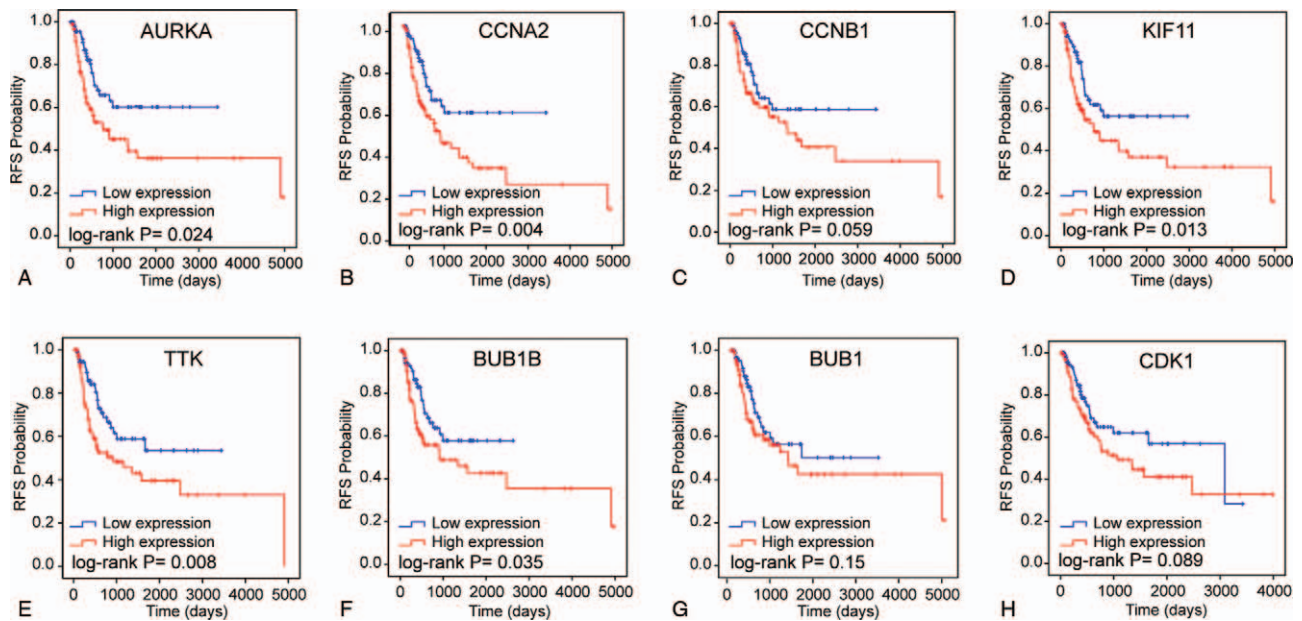 AURKA
RFS Probability
1.0
0.8
0.6
0.4
0.2
0.0
Low expression
High expression
log-rank P= 0.024
0 1000 2000 3000 4000 5000
Time (days)
A
CCNA2
RFS Probability
1.0
0.8
0.6
0.4
0.2
0.0
Low expression
High expression
log-rank P= 0.004
0 1000 2000 3000 4000 5000
Time (days)
B
CCNB1
RFS Probability
1.0
0.8
0.6
0.4
0.2
0.0
Low expression
High expression
log-rank P= 0.059
0 1000 2000 3000 4000 5000
Time (days)
C
KIF11
RFS Probability
1.0
0.8
0.6
0.4
0.2
0.0
Low expression
High expression
log-rank P= 0.013
0 1000 2000 3000 4000 5000
Time (days)
D
TTK
RFS Probability
1.0
0.8
0.6
0.4
0.2
0.0
Low expression
High expression
log-rank P= 0.008
0 1000 2000 3000 4000 5000
Time (days)
E
BUB1B
RFS Probability
1.0
0.8
0.6
0.4
0.2
0.0
Low expression
High expression
log-rank P= 0.035
0 1000 2000 3000 4000 5000
Time (days)
F
BUB1
RFS Probability
1.0
0.8
0.6
0.4
0.2
0.0
Low expression
High expression
log-rank P= 0.15
0 1000 2000 3000 4000 5000
Time (days)
G
CDK1
RFS Probability
1.0
0.8
0.6
0.4
0.2
0.0
Low expression
High expression
log-rank P= 0.089
0 1000 2000 3000 4000
Time (days)
H